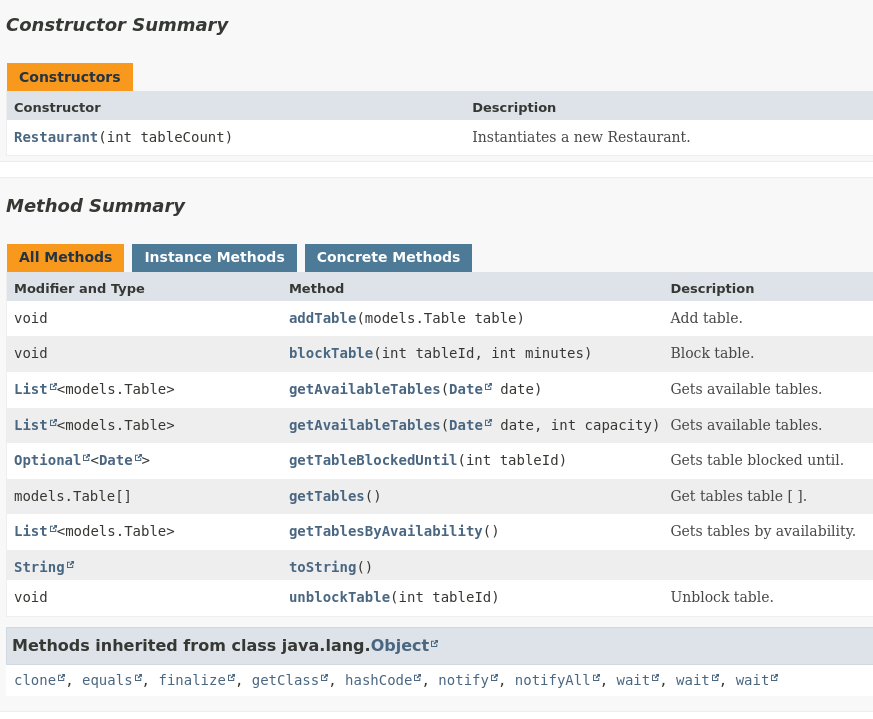 Constructor Summary
Constructors
Constructor Description
Restaurant(int tableCount) Instantiates a new Restaurant.
Method Summary
All Methods Instance Methods Concrete Methods
Modifier and Type Method Description
void addTable(models.Table table) Add table.
void blockTable(int tableId, int minutes) Block table.
List<models.Table> getAvailableTables(Date date) Gets available tables.
List<models.Table> getAvailableTables(Date date, int capacity) Gets available tables.
Optional<Date> getTableBlockedUntil(int tableId) Gets table blocked until.
models.Table[] getTables() Get tables table [ ].
List<models.Table> getTablesByAvailability() Gets tables by availability.
String toString()
void unblockTable(int tableId) Unblock table.
Methods inherited from class java.lang.Object
clone, equals, finalize, getClass, hashCode, notify, notifyAll, wait, wait, wait